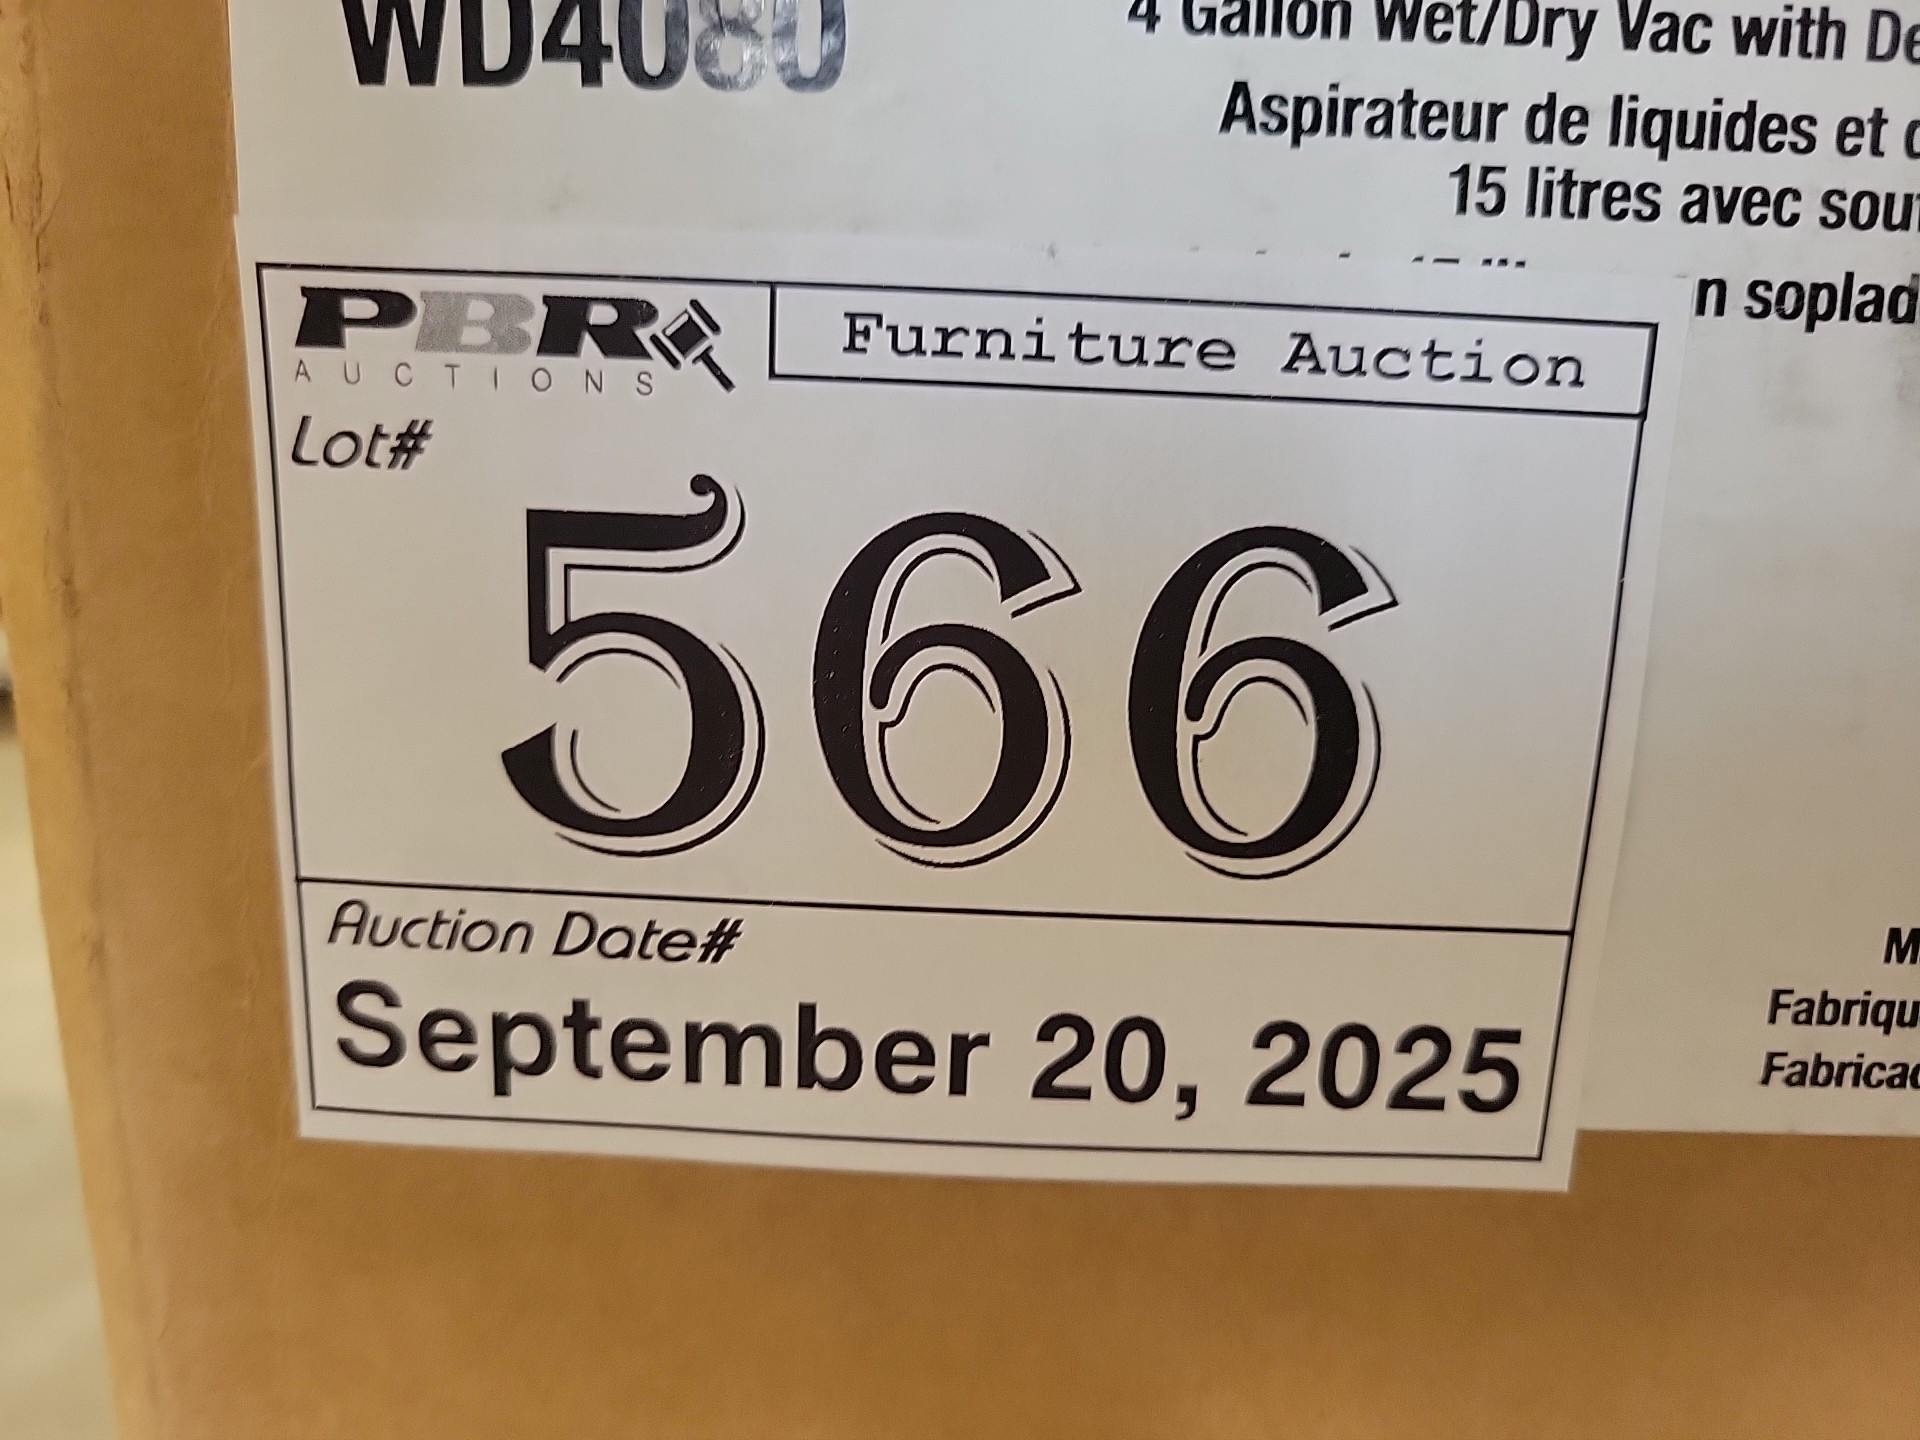 WD4080
4 Gallon Wet/Dry Vac with De
Aspirateur de liquides et
15 litres avec sou
n soplad
PBR
AUCTIONS
Furniture Auction
Lot#
566
Auction Date#
September 20, 2025
M
Fabriqu
Fabrica